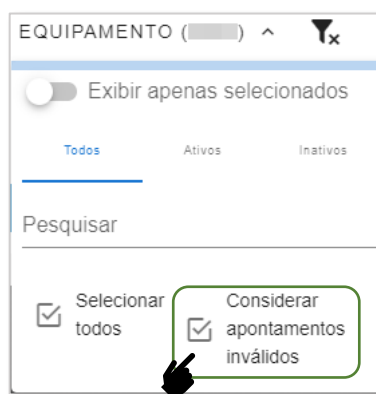 EQUIPAMENTO ( )
Exibir apenas selecionados
Todos Ativos Inativos
Pesquisar
Selecionar todos
Considerar apontamentos inválidos